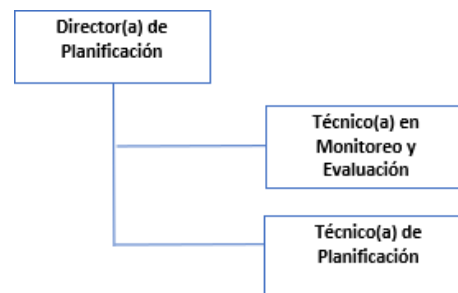 Director(a) de
Planificación
Técnico(a) en
Monitoreo y
Evaluación
Técnico(a) de
Planificación